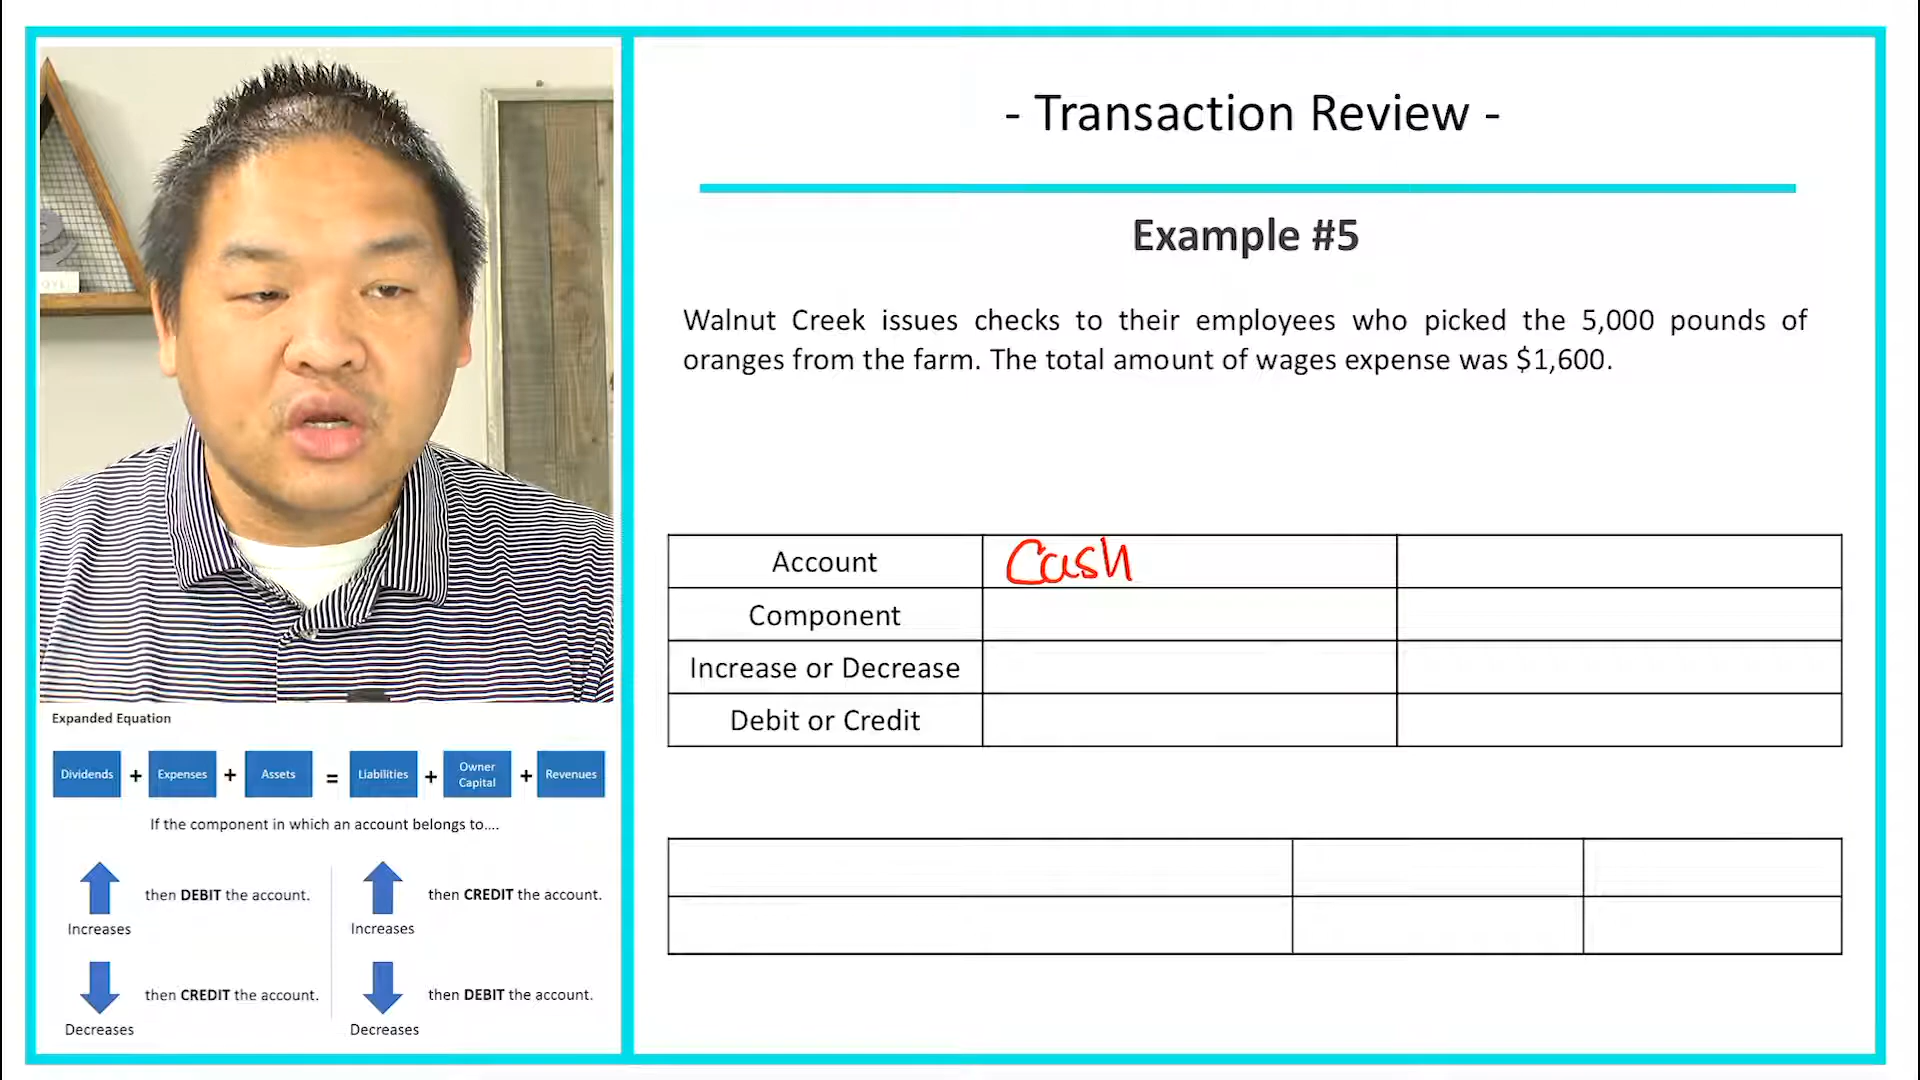 - Transaction Review -
Example #5
Walnut Creek issues checks to their employees who picked the 5,000 pounds of
oranges from the farm. The total amount of wages expense was $1,600.
Account Cash
Component
Increase or Decrease
Debit or Credit
Expanded Equation
Dividends + Expenses + Assets = Liabilities + Owner Capital + Revenues
If the component in which an account belongs to....
then DEBIT the account. then CREDIT the account.
Increases Increases
then CREDIT the account. then DEBIT the account.
Decreases Decreases